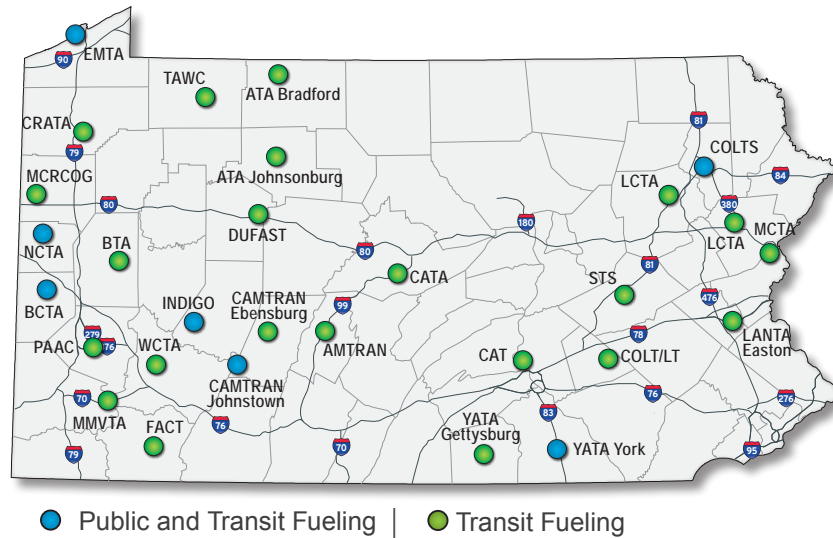 EMTA
90
TAWC
ATA Bradford
CRATA
79
81
COLTS
MCRCOG
ATA Johnsonburg
84
LCTA
80
380
DUFAST
180
NCTA
BTA
LCTA
MCTA
80
CATA
81
STS
BCTA
INDIGO
CAMTRAN
Ebensburg
99
476
279
76
PAAC
WCTA
AMTRAN
78
LANTA
Easton
CAT
COLT/LT
CAMTRAN
Johnstown
70
76
276
MMVTA
FACT
76
YATA
Gettysburg
83
70
YATA York
79
95
Public and Transit Fueling | Transit Fueling